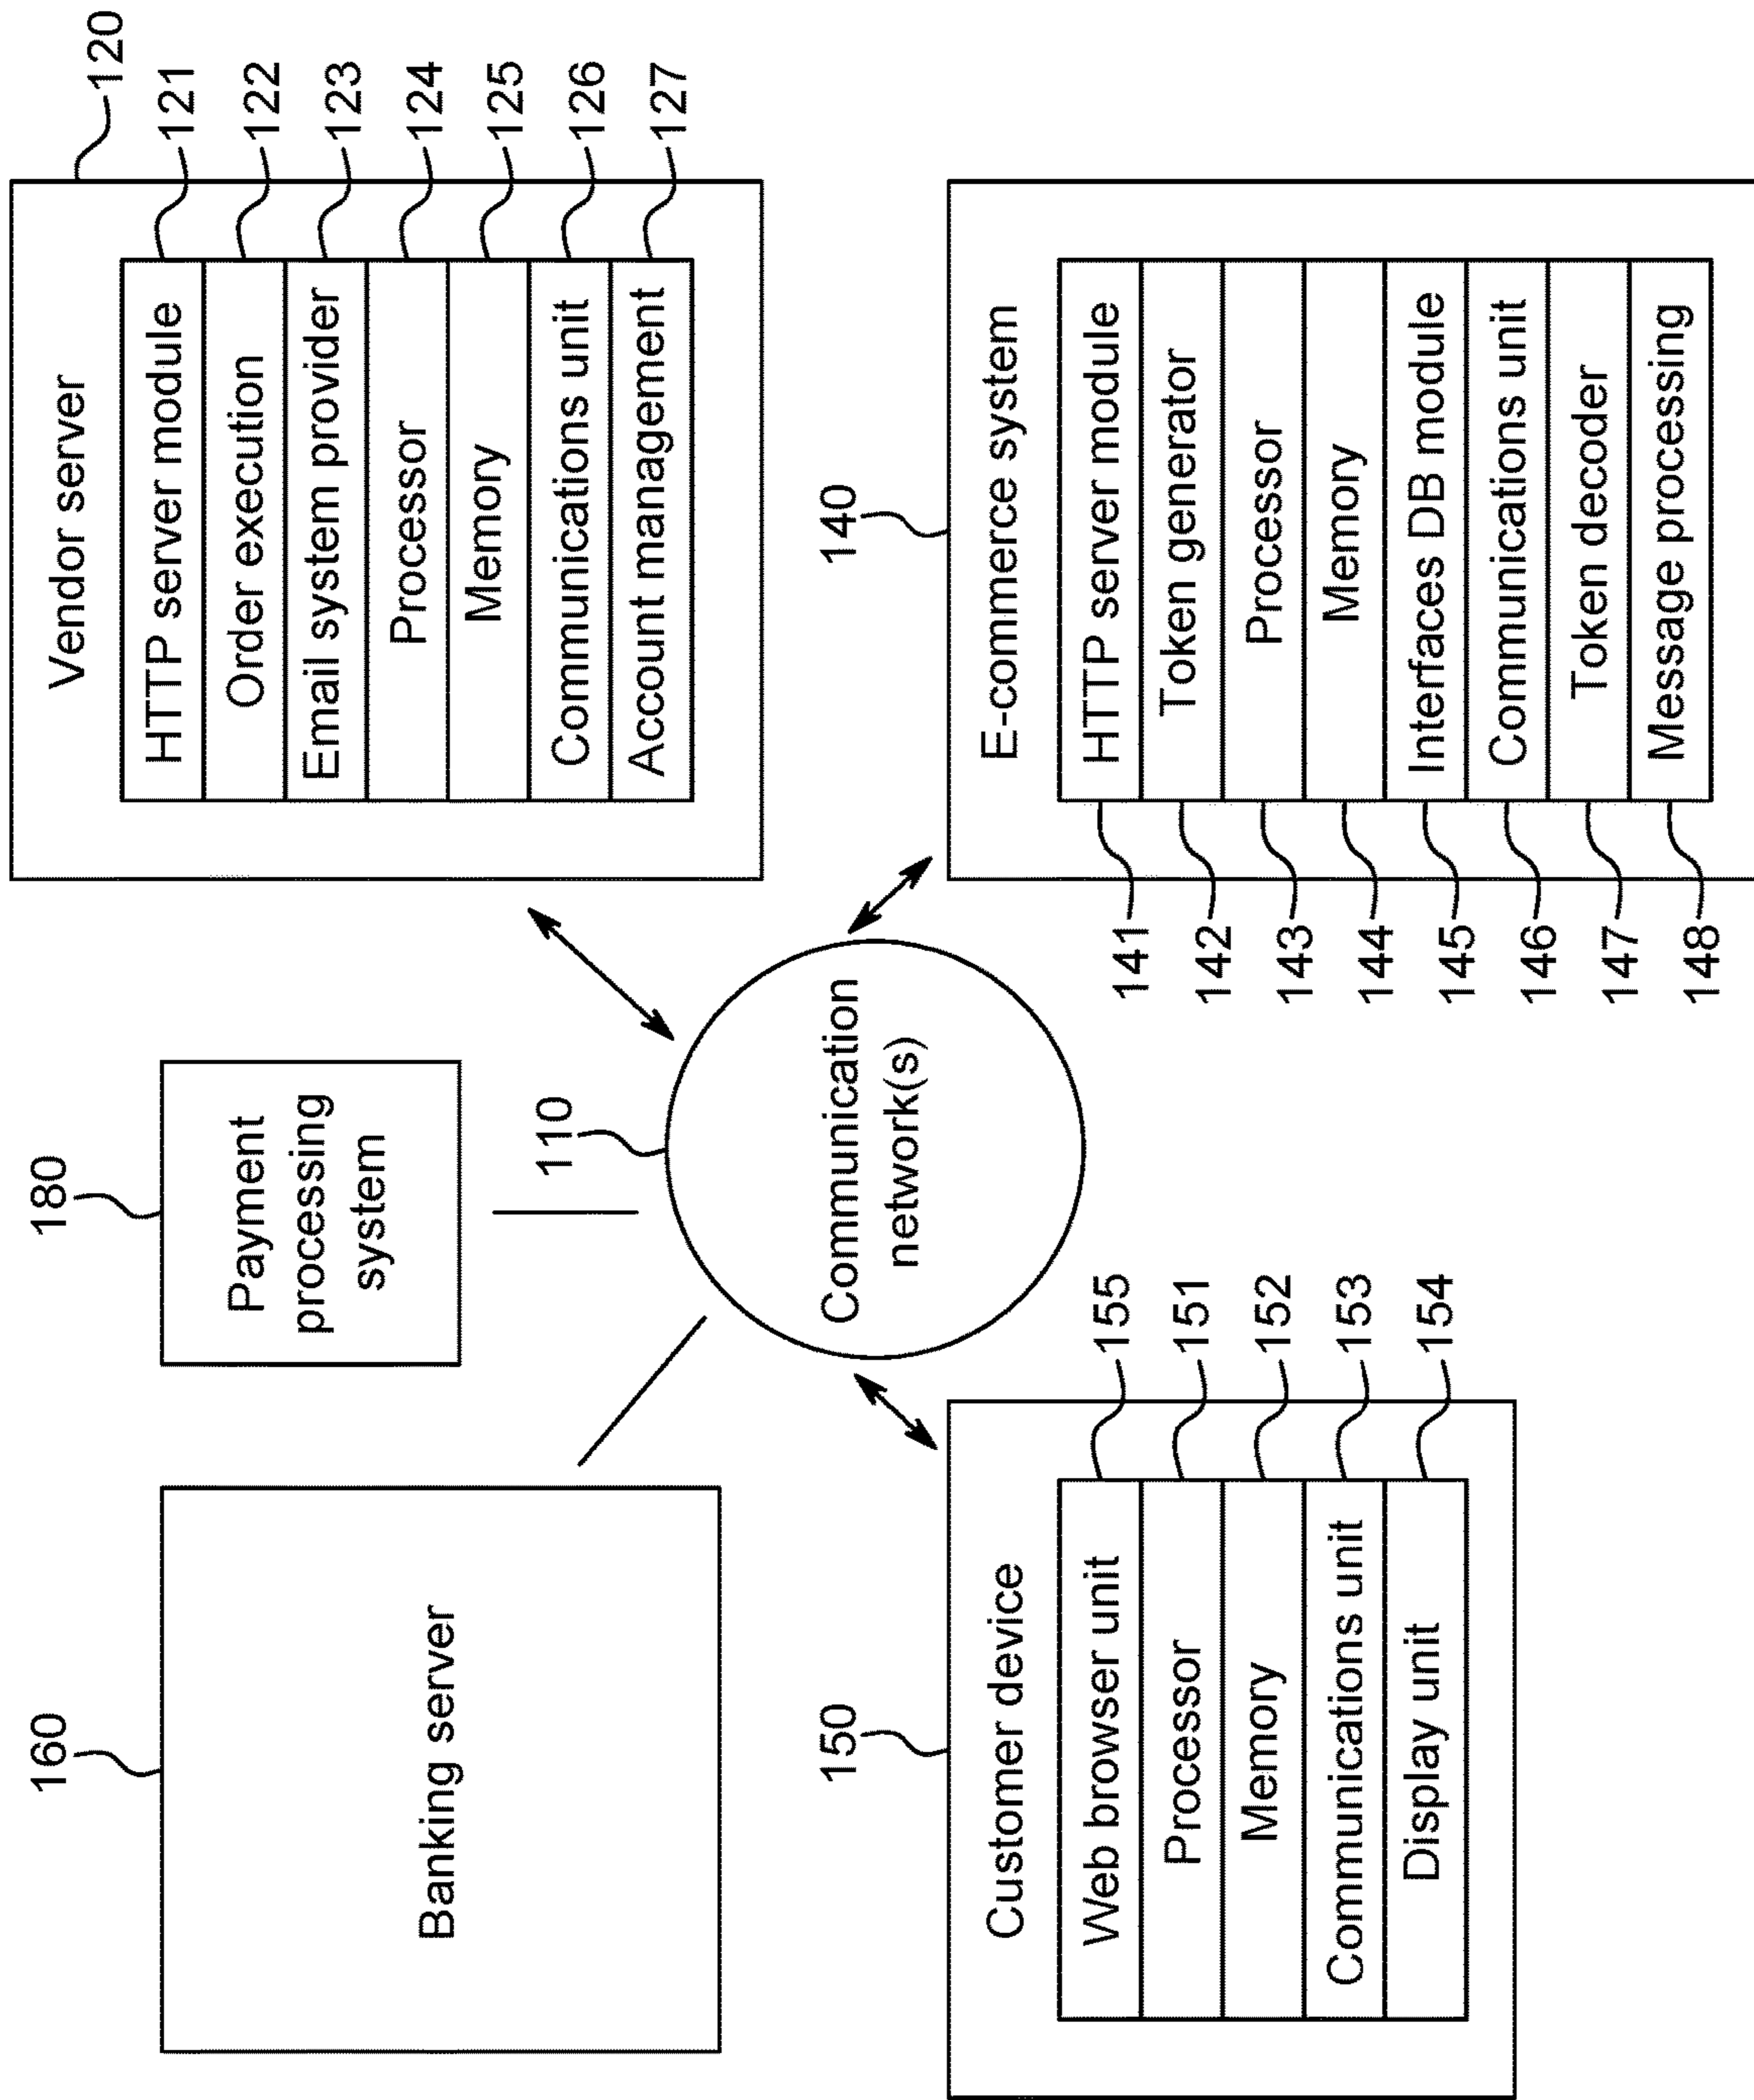 160
Banking server
180
Payment
processing
system
120
Vendor server
HTTP server module
121
Order execution
122
Email system provider
123
Processor
124
Memory
125
Communications unit
126
Account management
127
110
Communication
network(s)
150
Customer device
Web browser unit
155
Processor
151
Memory
152
Communications unit
153
Display unit
154
140
E-commerce system
141
HTTP server module
142
Token generator
143
Processor
144
Memory
145
Interfaces DB module
146
Communications unit
147
Token decoder
148
Message processing